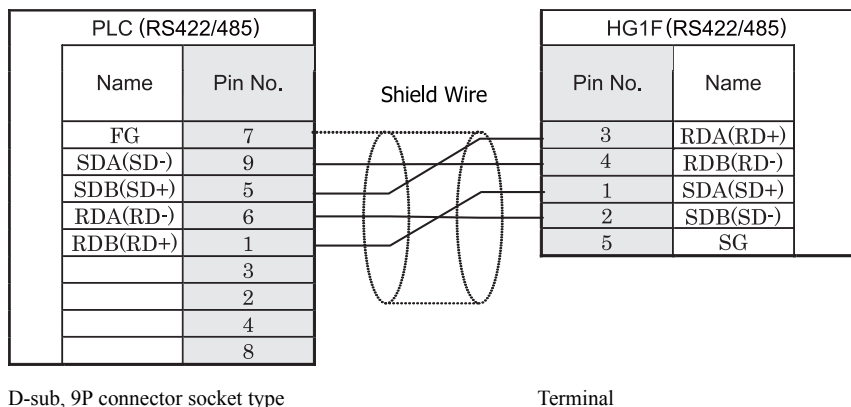 PLC (RS422/485)
Name Pin No.
FG 7
SDA(SD-) 9
SDB(SD+) 5
RDA(RD-) 6
RDB(RD+) 1
3
2
4
8
D-sub, 9P connector socket type
Shield Wire
HG1F(RS422/485)
Pin No. Name
3 RDA(RD+)
4 RDB(RD-)
1 SDA(SD+)
2 SDB(SD-)
5 SG
Terminal